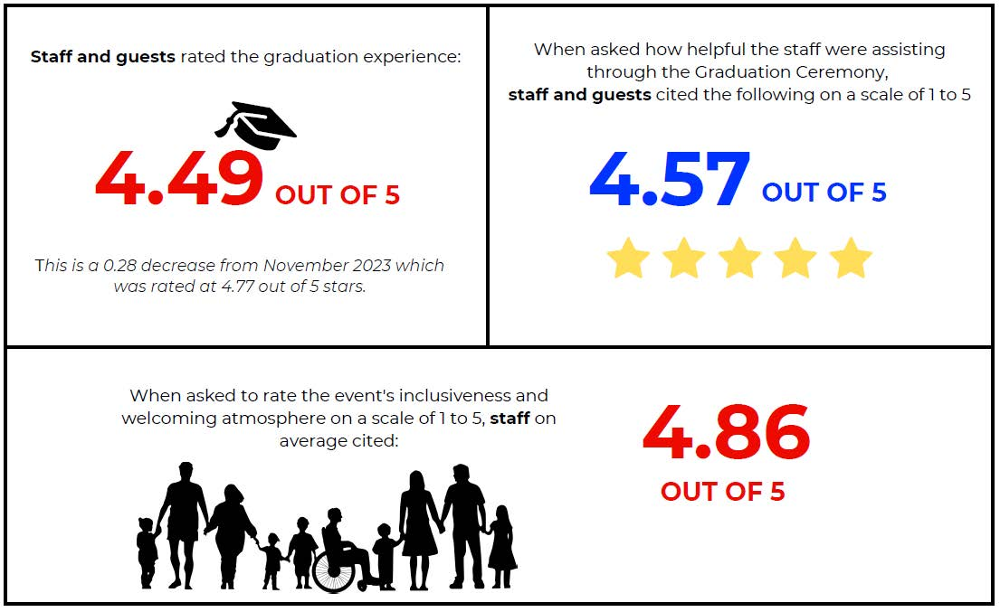 Staff and guests rated the graduation experience:
4.49 OUT OF 5
This is a 0.28 decrease from November 2023 which
was rated at 4.77 out of 5 stars.
When asked how helpful the staff were assisting
through the Graduation Ceremony,
staff and guests cited the following on a scale of 1 to 5
4.57 OUT OF 5
When asked to rate the event's inclusiveness and
welcoming atmosphere on a scale of 1 to 5, staff on
average cited:
4.86
OUT OF 5